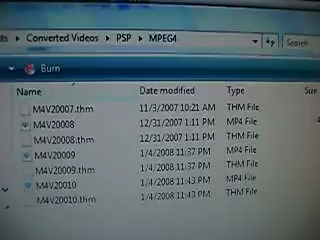 ts ▸ Converted Videos ▸ PSP ▸ MPEG4 Search
Burn
Name Date modified Type Size
M4V20007.thm 11/3/2007 10:21 AM THM File
M4V20008 12/31/2007 1:11 PM MP4 File
M4V20008.thm 12/31/2007 1:11 PM THM File
M4V20009 1/4/2008 11:37 PM MP4 File
M4V20009.thm 1/4/2008 11:37 PM THM File
M4V20010 1/4/2008 11:43 PM MP4 File
M4V20010.thm 1/4/2008 11:43 PM THM File